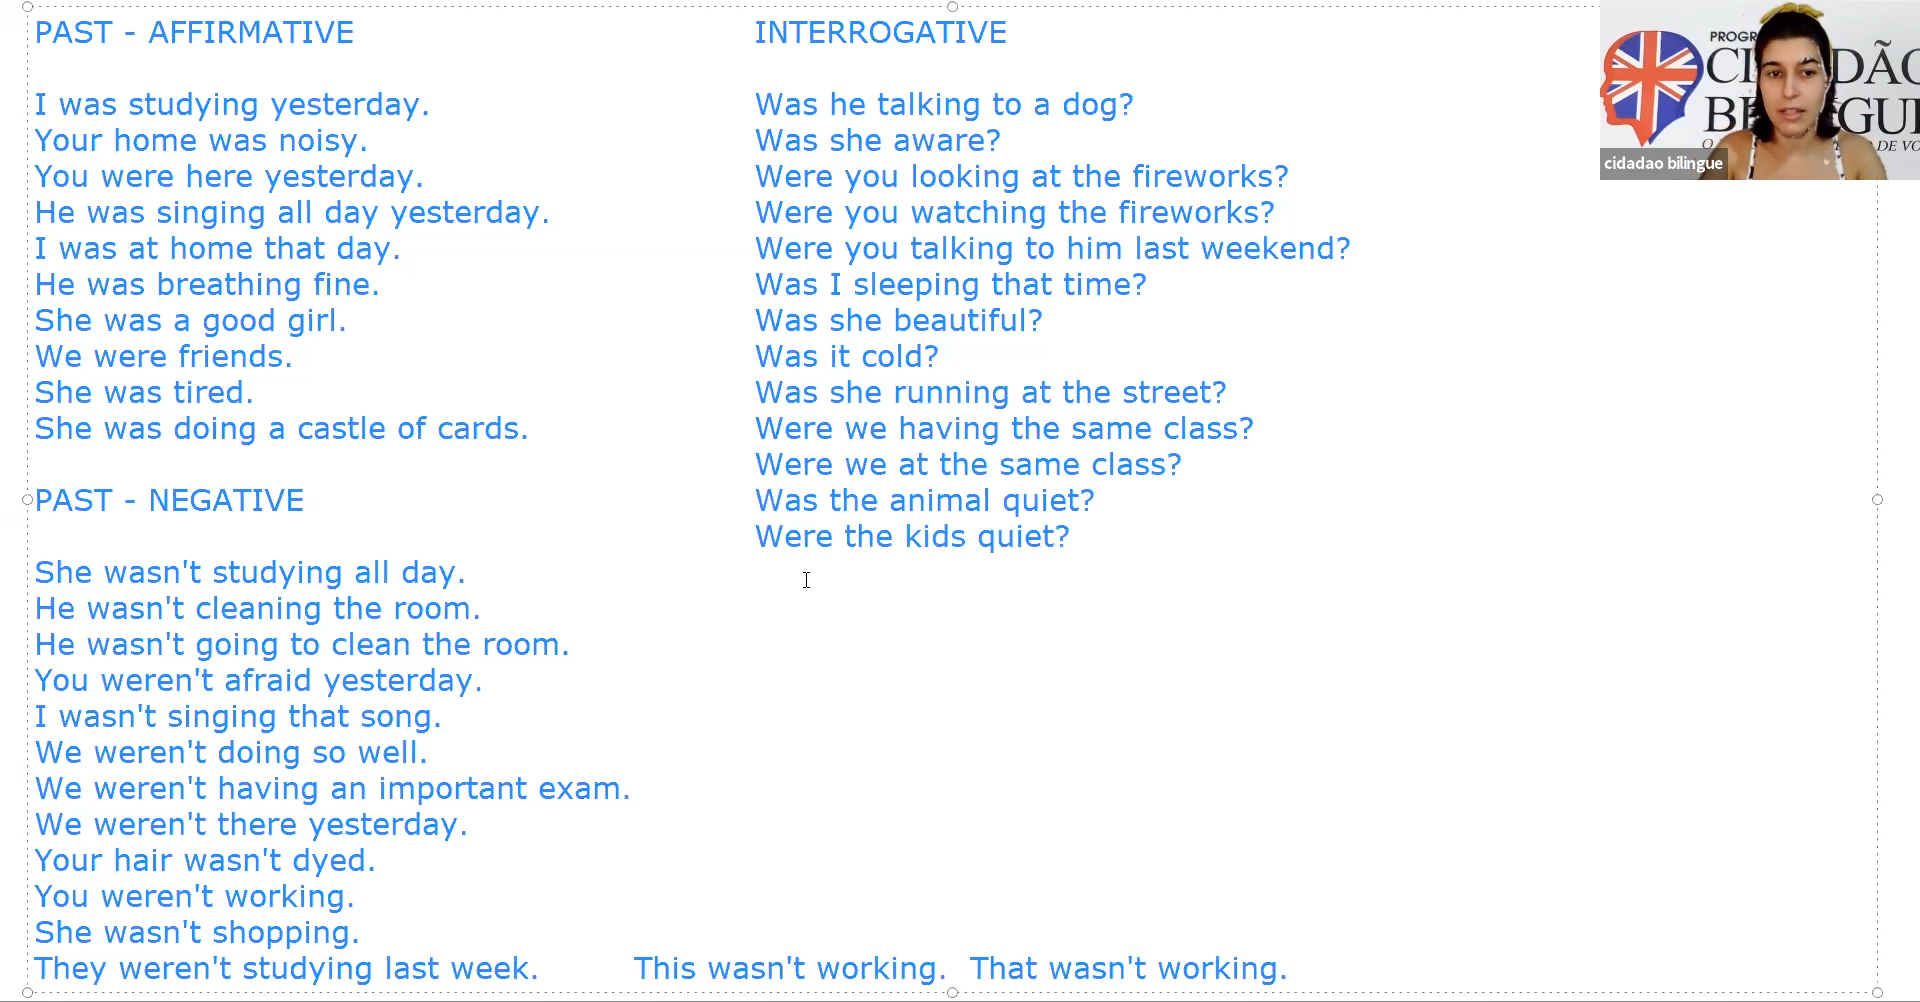 PAST - AFFIRMATIVE
I was studying yesterday.
Your home was noisy.
You were here yesterday.
He was singing all day yesterday.
I was at home that day.
He was breathing fine.
She was a good girl.
We were friends.
She was tired.
She was doing a castle of cards.
PAST - NEGATIVE
She wasn't studying all day.
He wasn't cleaning the room.
He wasn't going to clean the room.
You weren't afraid yesterday.
I wasn't singing that song.
We weren't doing so well.
We weren't having an important exam.
We weren't there yesterday.
Your hair wasn't dyed.
You weren't working.
She wasn't shopping.
They weren't studying last week. This wasn't working. That wasn't working.
INTERROGATIVE
Was he talking to a dog?
Was she aware?
Were you looking at the fireworks?
Were you watching the fireworks?
Were you talking to him last weekend?
Was I sleeping that time?
Was she beautiful?
Was it cold?
Was she running at the street?
Were we having the same class?
Were we at the same class?
Was the animal quiet?
Were the kids quiet?
cidadao bilingue